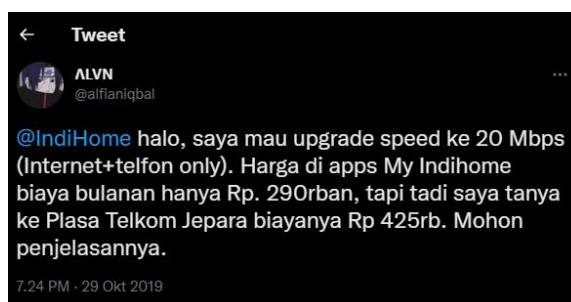 ← Tweet
ΛLVN
@alfianiqbal
@IndiHome halo, saya mau upgrade speed ke 20 Mbps
(Internet+telfon only). Harga di apps My Indihome
biaya bulanan hanya Rp. 290rban, tapi tadi saya tanya
ke Plasa Telkom Jepara biayanya Rp 425rb. Mohon
penjelasannya.
7.24 PM · 29 Okt 2019